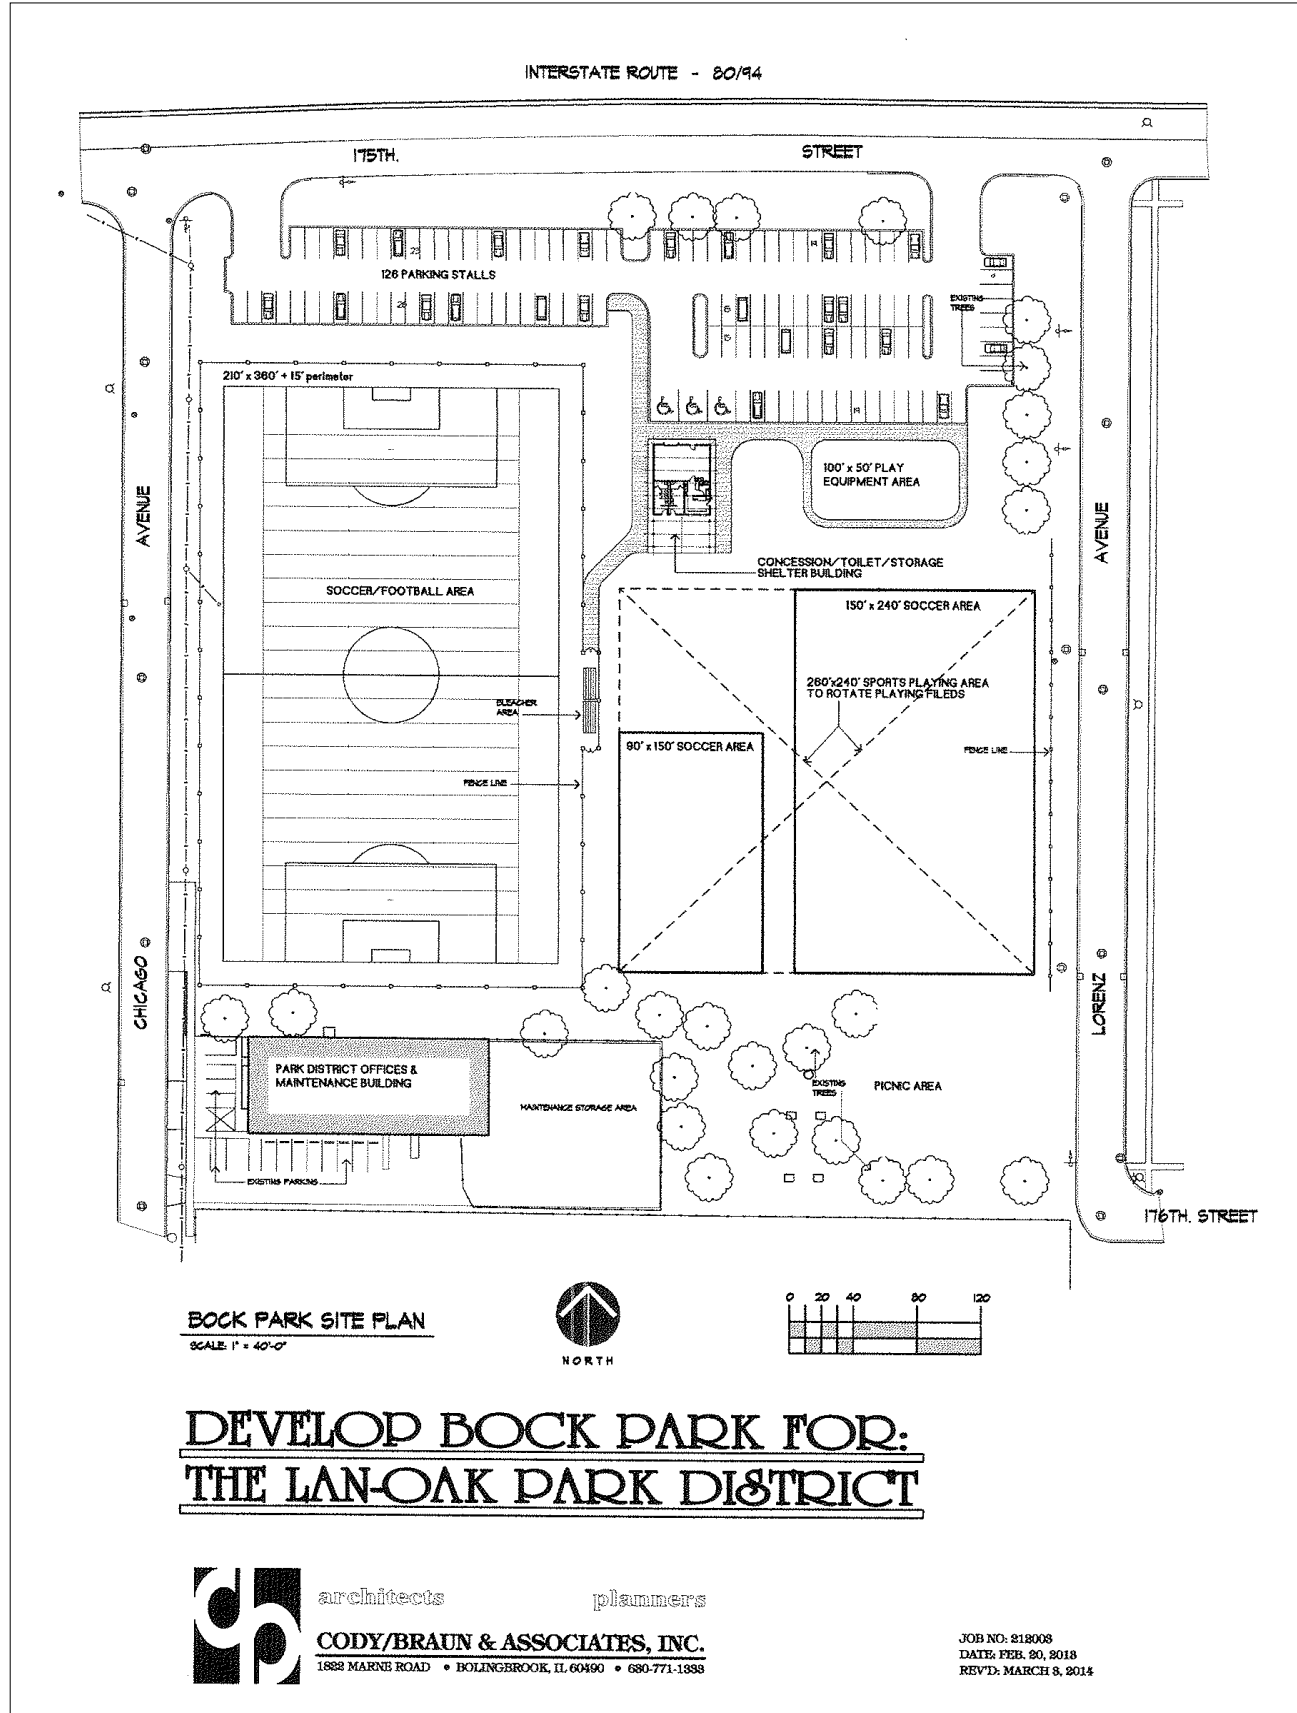 INTERSTATE ROUTE - 80/94
175TH. STREET
23
14
126 PARKING STALLS
26
EXISTING
TREES
210' x 360' + 15' perimeter
100' x 50' PLAY
EQUIPMENT AREA
AVENUE
AVENUE
CONCESSION/TOILET/STORAGE
SHELTER BUILDING
SOCCER/FOOTBALL AREA
150' x 240' SOCCER AREA
260'x240' SPORTS PLAYING AREA
TO ROTATE PLAYING FILEDS
BLEACHER
AREA
90' x 150' SOCCER AREA
FENCE LINE
FENCE LINE
CHICAGO
LORENZ
PARK DISTRICT OFFICES &
MAINTENANCE BUILDING
EXISTING
TREES
PICNIC AREA
MAINTENANCE STORAGE AREA
EXISTING PARKING
176TH. STREET
BOCK PARK SITE PLAN
SCALE: 1" = 40'-0"
NORTH
0 20 40 80 120
DEVELOP BOCK PARK FOR:
THE LAN-OAK PARK DISTRICT
architects planners
CODY/BRAUN & ASSOCIATES, INC.
1822 MARNE ROAD • BOLINGBROOK, IL 60490 • 630-771-1333
JOB NO: 212003
DATE: FEB. 20, 2013
REV'D: MARCH 3, 2014